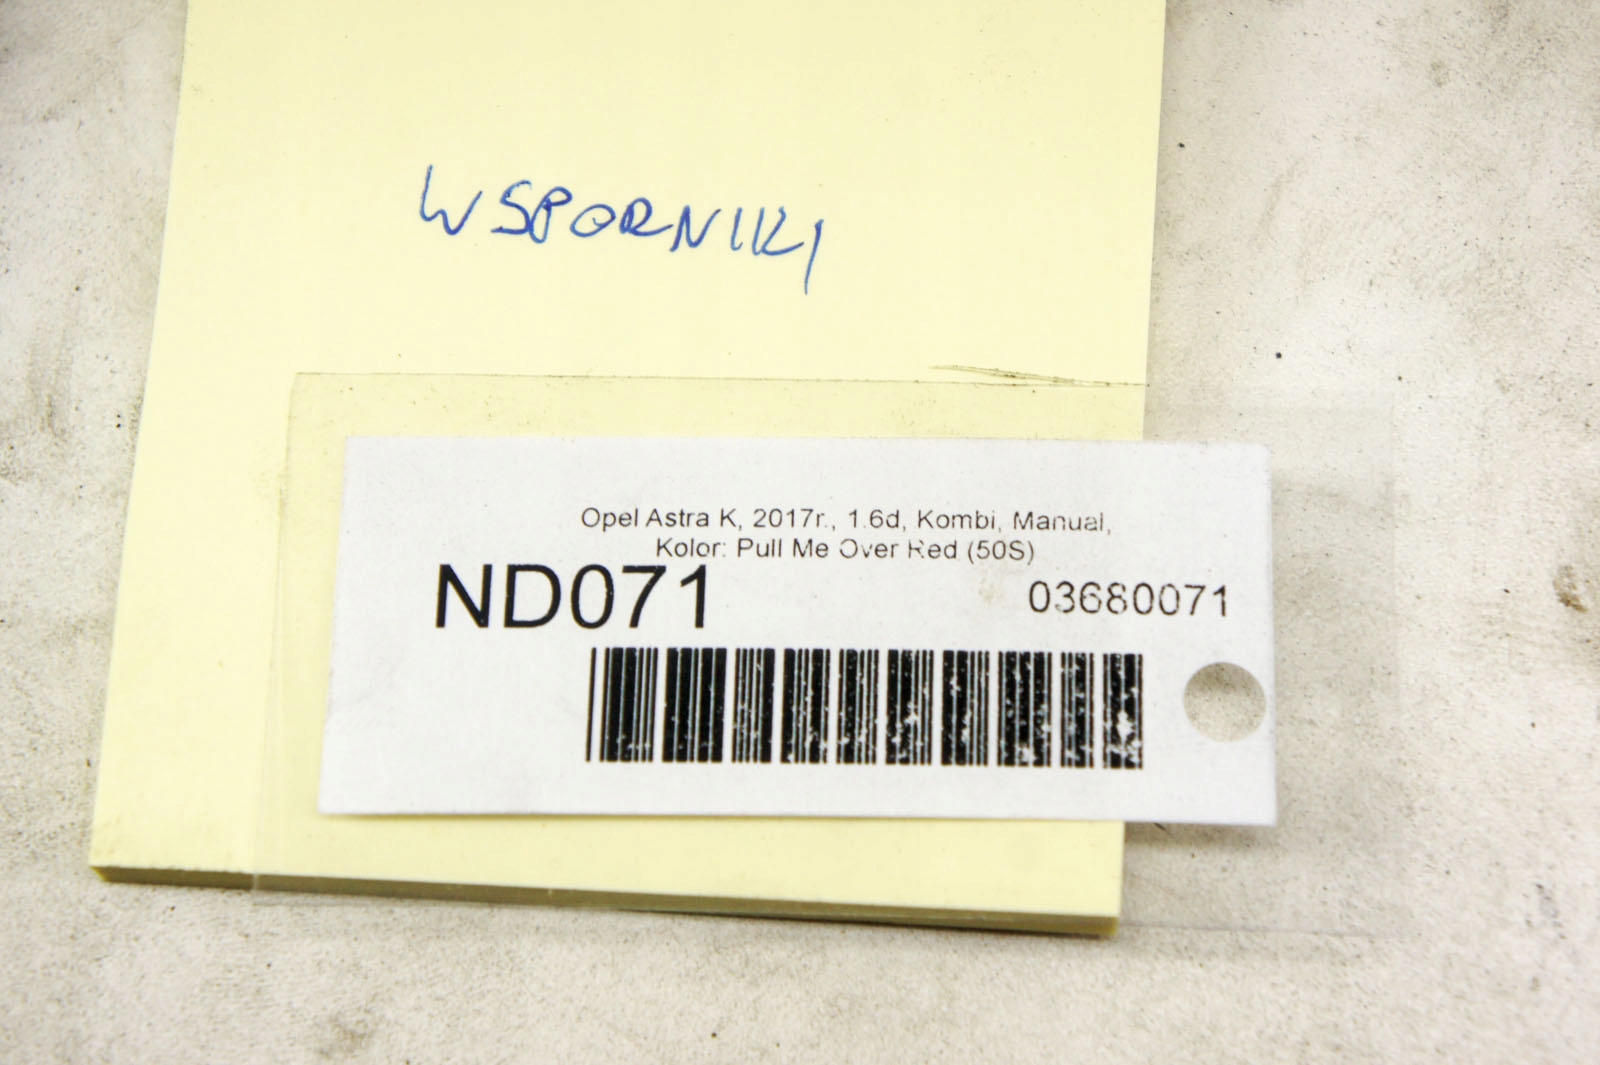 WSPORNIKI
Opel Astra K, 2017r., 1.6d, Kombi, Manual,
Kolor: Pull Me Over Red (50S)
ND071
03680071